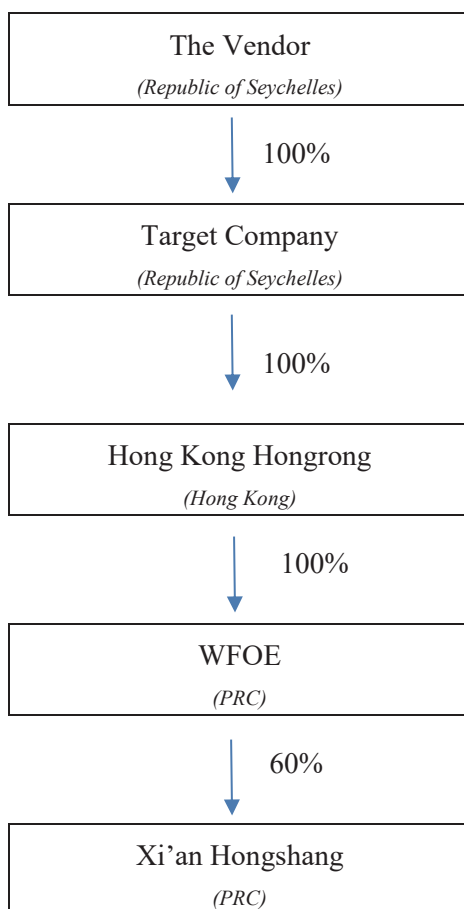 The Vendor
(Republic of Seychelles)
100%
Target Company
(Republic of Seychelles)
100%
Hong Kong Hongrong
(Hong Kong)
100%
WFOE
(PRC)
60%
Xi’an Hongshang
(PRC)